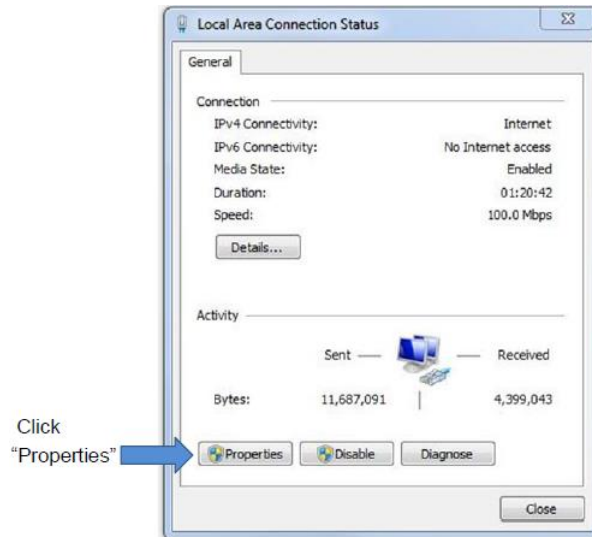 Local Area Connection Status
General
Connection
IPv4 Connectivity: Internet
IPv6 Connectivity: No Internet access
Media State: Enabled
Duration: 01:20:42
Speed: 100.0 Mbps
Details...
Activity
Sent Received
Bytes: 11,687,091 4,399,043
Click
“Properties”
Properties Disable Diagnose
Close